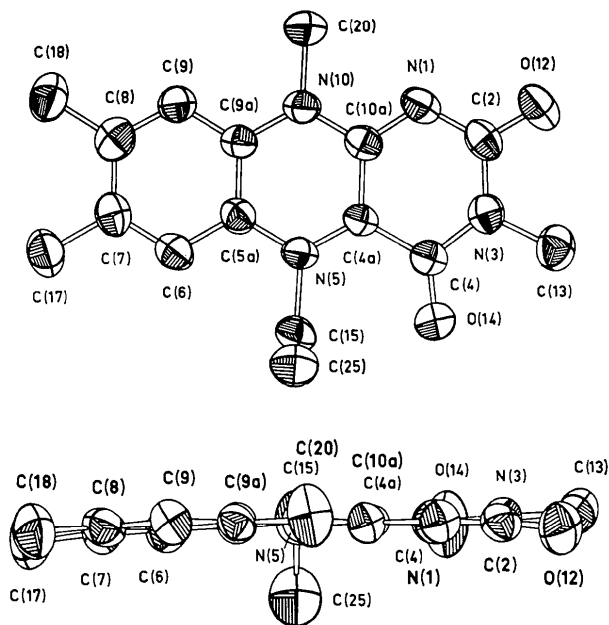 C(20)
C(18)
C(9)
O(12)
N(10)
N(1)
C(8)
C(2)
C(9a)
C(10a)
C(7)
C(5a)
C(4a)
N(3)
N(5)
C(4)
C(17)
C(6)
C(13)
O(14)
C(15)
C(25)
C(20)
C(10a)
C(18)
C(8)
C(9)
C(9a)
C(15)
C(4a)
O(14)
N(3)
C(13)
N(5)
C(4)
C(7)
C(6)
N(1)
C(2)
O(12)
C(17)
C(25)